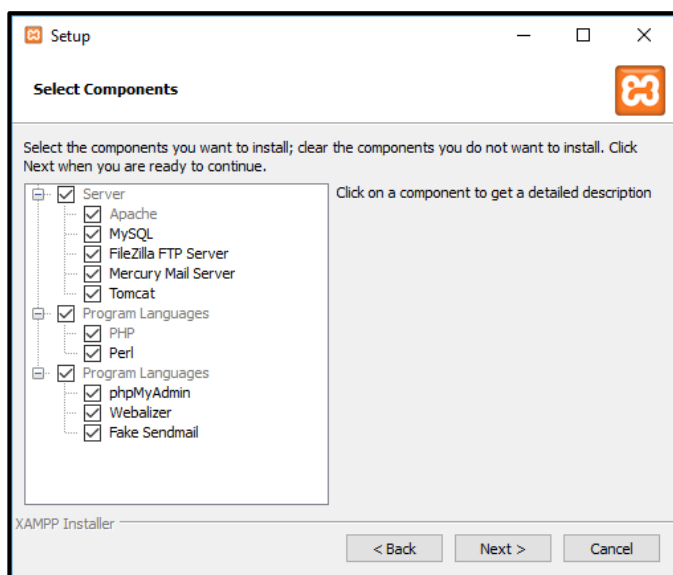 Setup
Select Components
Select the components you want to install; clear the components you do not want to install. Click
Next when you are ready to continue.
Server
Click on a component to get a detailed description
Apache
MySQL
FileZilla FTP Server
Mercury Mail Server
Tomcat
Program Languages
PHP
Perl
Program Languages
phpMyAdmin
Webalizer
Fake Sendmail
XAMPP Installer
< Back
Next >
Cancel